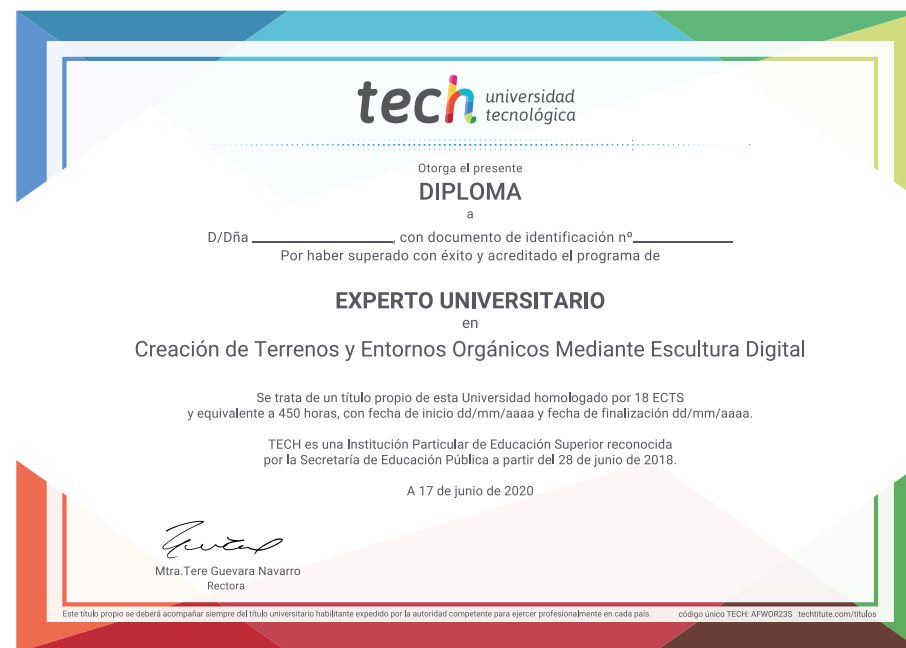 tech universidad
tecnológica
Otorga el presente
DIPLOMA
a
D/Dña ______________, con documento de identificación nº__________
Por haber superado con éxito y acreditado el programa de
EXPERTO UNIVERSITARIO
en
Creación de Terrenos y Entornos Orgánicos Mediante Escultura Digital
Se trata de un título propio de esta Universidad homologado por 18 ECTS
y equivalente a 450 horas, con fecha de inicio dd/mm/aaaa y fecha de finalización dd/mm/aaaa.
TECH es una Institución Particular de Educación Superior reconocida
por la Secretaría de Educación Pública a partir del 28 de junio de 2018.
A 17 de junio de 2020
Mtra.Tere Guevara Navarro
Rectora
Este título propio se deberá acompañar siempre del título universitario habilitante expedido por la autoridad competente para ejercer profesionalmente en cada país. código único TECH: AFWOR23S techtitute.com/titulos